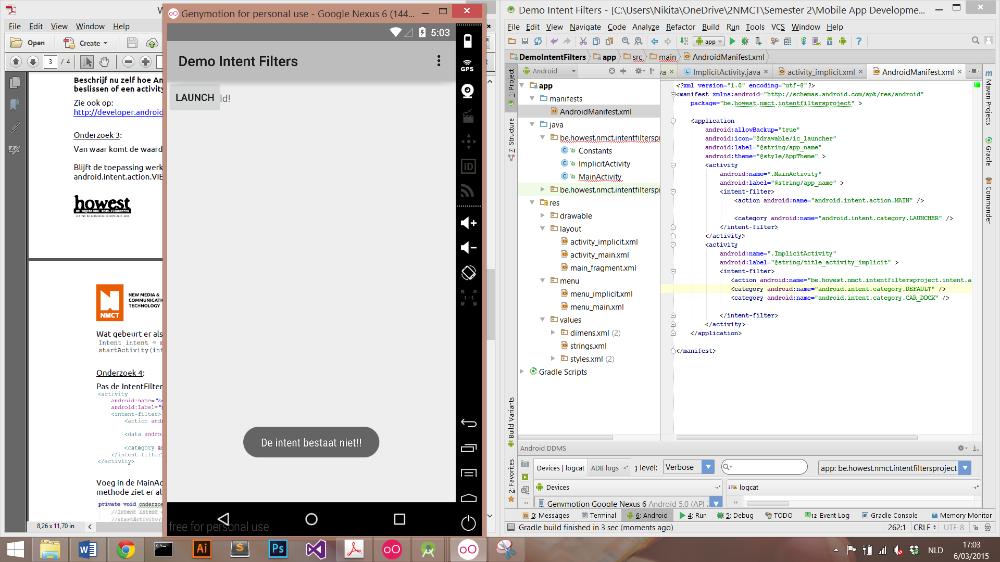 File Edit View Window Help
Open
Create
3 / 4
Beschrijf nu zelf hoe An
beslissen of een activity
Zie ook op:
http://developer.android
Onderzoek 3:
Van waar komt de waard
Blijft de toepassing werk
android.intent.action.VIE
howest
De Hogeschool West-Vlaanderen
Lid van de Associatie Universiteit Gent
NMCT
NEW MEDIA &
COMMUNICATI
TECHNOLOGY
Wat gebeurt er als
Intent intent = n
startActivity(int
Onderzoek 4:
Pas de IntentFilter
<activity
android:name="be
android:label="@
<intent-filter>
<action andr
<data androi
<category an
</intent-filter>
</activity>
Voeg in de MainAc
methode ziet er als
private void onderzoe
//Intent intent =
//startActivity(i
8,26 x 11,70 in
Genymotion for personal use - Google Nexus 6 (144...
5:03
Demo Intent Filters
LAUNCH
ld!
De intent bestaat niet!!
free for personal use
GPS
ID
1:1
Demo Intent Filters - [C:\Users\Nikita\OneDrive\2NMCT\Semester 2\Mobile App Developme...
File Edit View Navigate Code Analyze Refactor Build Run Tools VCS Window Help
app
DemoIntentFilters app src main AndroidManifest.xml
Android
va ImplicitActivity.java activity_implicit.xml AndroidManifest.xml
1: Project
7: Structure
Build Variants
2: Favorites
app
manifests
AndroidManifest.xml
java
be.howest.nmct.intentfiltersp
Constants
ImplicitActivity
MainActivity
be.howest.nmct.intentfiltersp
res
drawable
layout
activity_implicit.xml
activity_main.xml
main_fragment.xml
menu
menu_implicit.xml
menu_main.xml
values
dimens.xml (2)
strings.xml
styles.xml (2)
Gradle Scripts
<?xml version="1.0" encoding="utf-8"?>
<manifest xmlns:android="http://schemas.android.com/apk/res/android"
package="be.howest.nmct.intentfiltersproject" >
<application
android:allowBackup="true"
android:icon="@drawable/ic_launcher"
android:label="@string/app_name"
android:theme="@style/AppTheme" >
<activity
android:name=".MainActivity"
android:label="@string/app_name" >
<intent-filter>
<action android:name="android.intent.action.MAIN" />
<category android:name="android.intent.category.LAUNCHER" />
</intent-filter>
</activity>
<activity
android:name=".ImplicitActivity"
android:label="@string/title_activity_implicit" >
<intent-filter>
<action android:name="be.howest.nmct.intentfiltersproject.intent.a
<category android:name="android.intent.category.DEFAULT" />
<category android:name="android.intent.category.CAR_DOCK" />
</intent-filter>
</activity>
</application>
</manifest>
Maven Projects
Gradle
Commander
Android DDMS
Devices | logcat ADB logs level: Verbose app: be.howest.nmct.intentfiltersproject
Devices
logcat
Genymotion Google Nexus 6 Android 5.0 (API 2
0: Messages Terminal 6: Android 4: Run 5: Debug TODO 12 Event Log Gradle Console Memory Monitor
Gradle build finished in 3 sec (moments ago)
262:1 CRLF UTF-8
Ai
S
Ps
NLD
17:03
6/03/2015